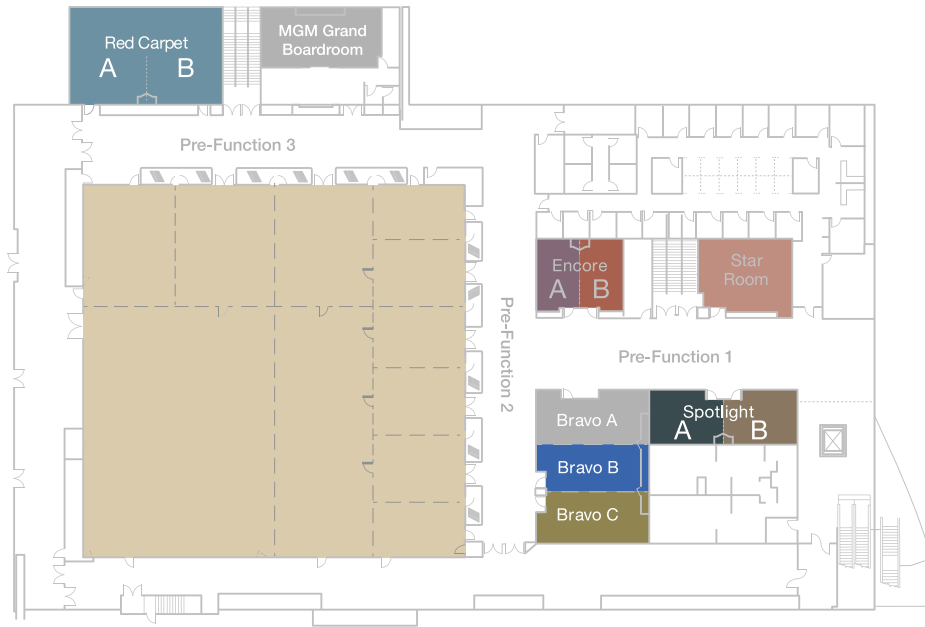 Red Carpet
A B
MGM Grand
Boardroom
Pre-Function 3
Encore
A B
Star
Room
Pre-Function 2
Pre-Function 1
Bravo A
Spotlight
A B
Bravo B
Bravo C